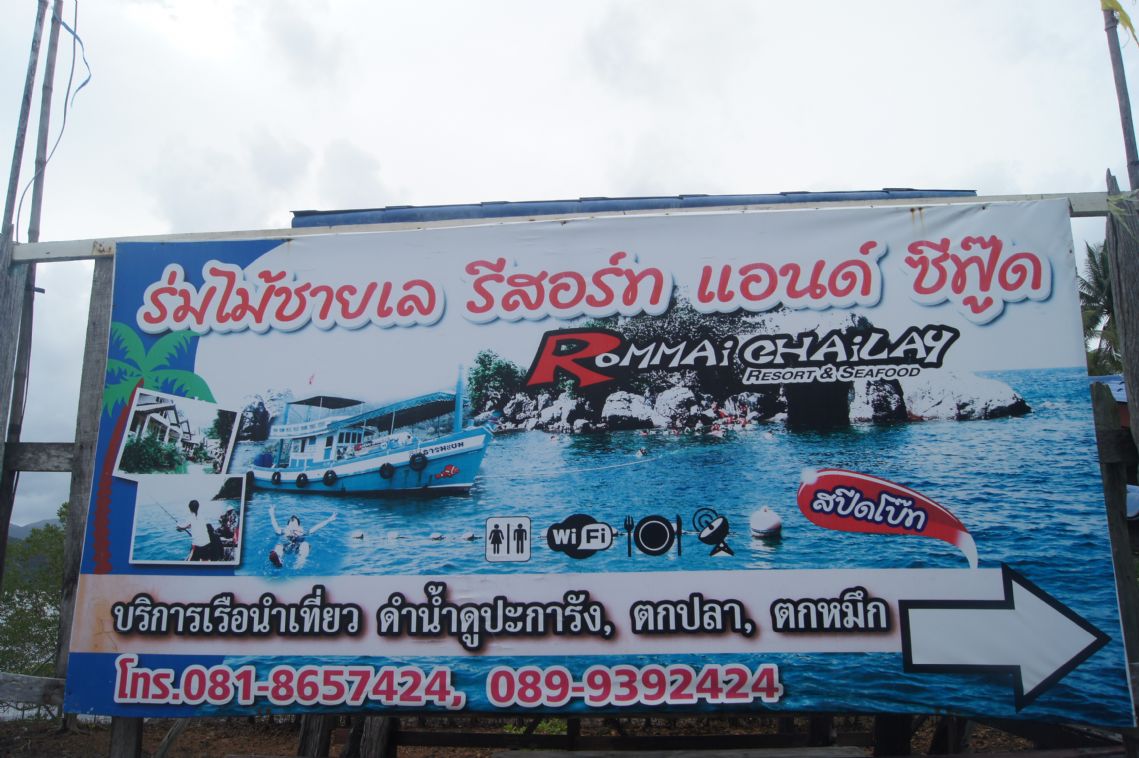 ร่มไม้ชายเล รีสอร์ท แอนด์ ซีฟู๊ด
ROMMAi CHAiLAY
RESORT & SEAFOOD
สปีดโบ๊ท
WiFi
บริการเรือนำเที่ยว ดำน้ำดูปะการัง, ตกปลา, ตกหมึก
โทร.081-8657424, 089-9392424